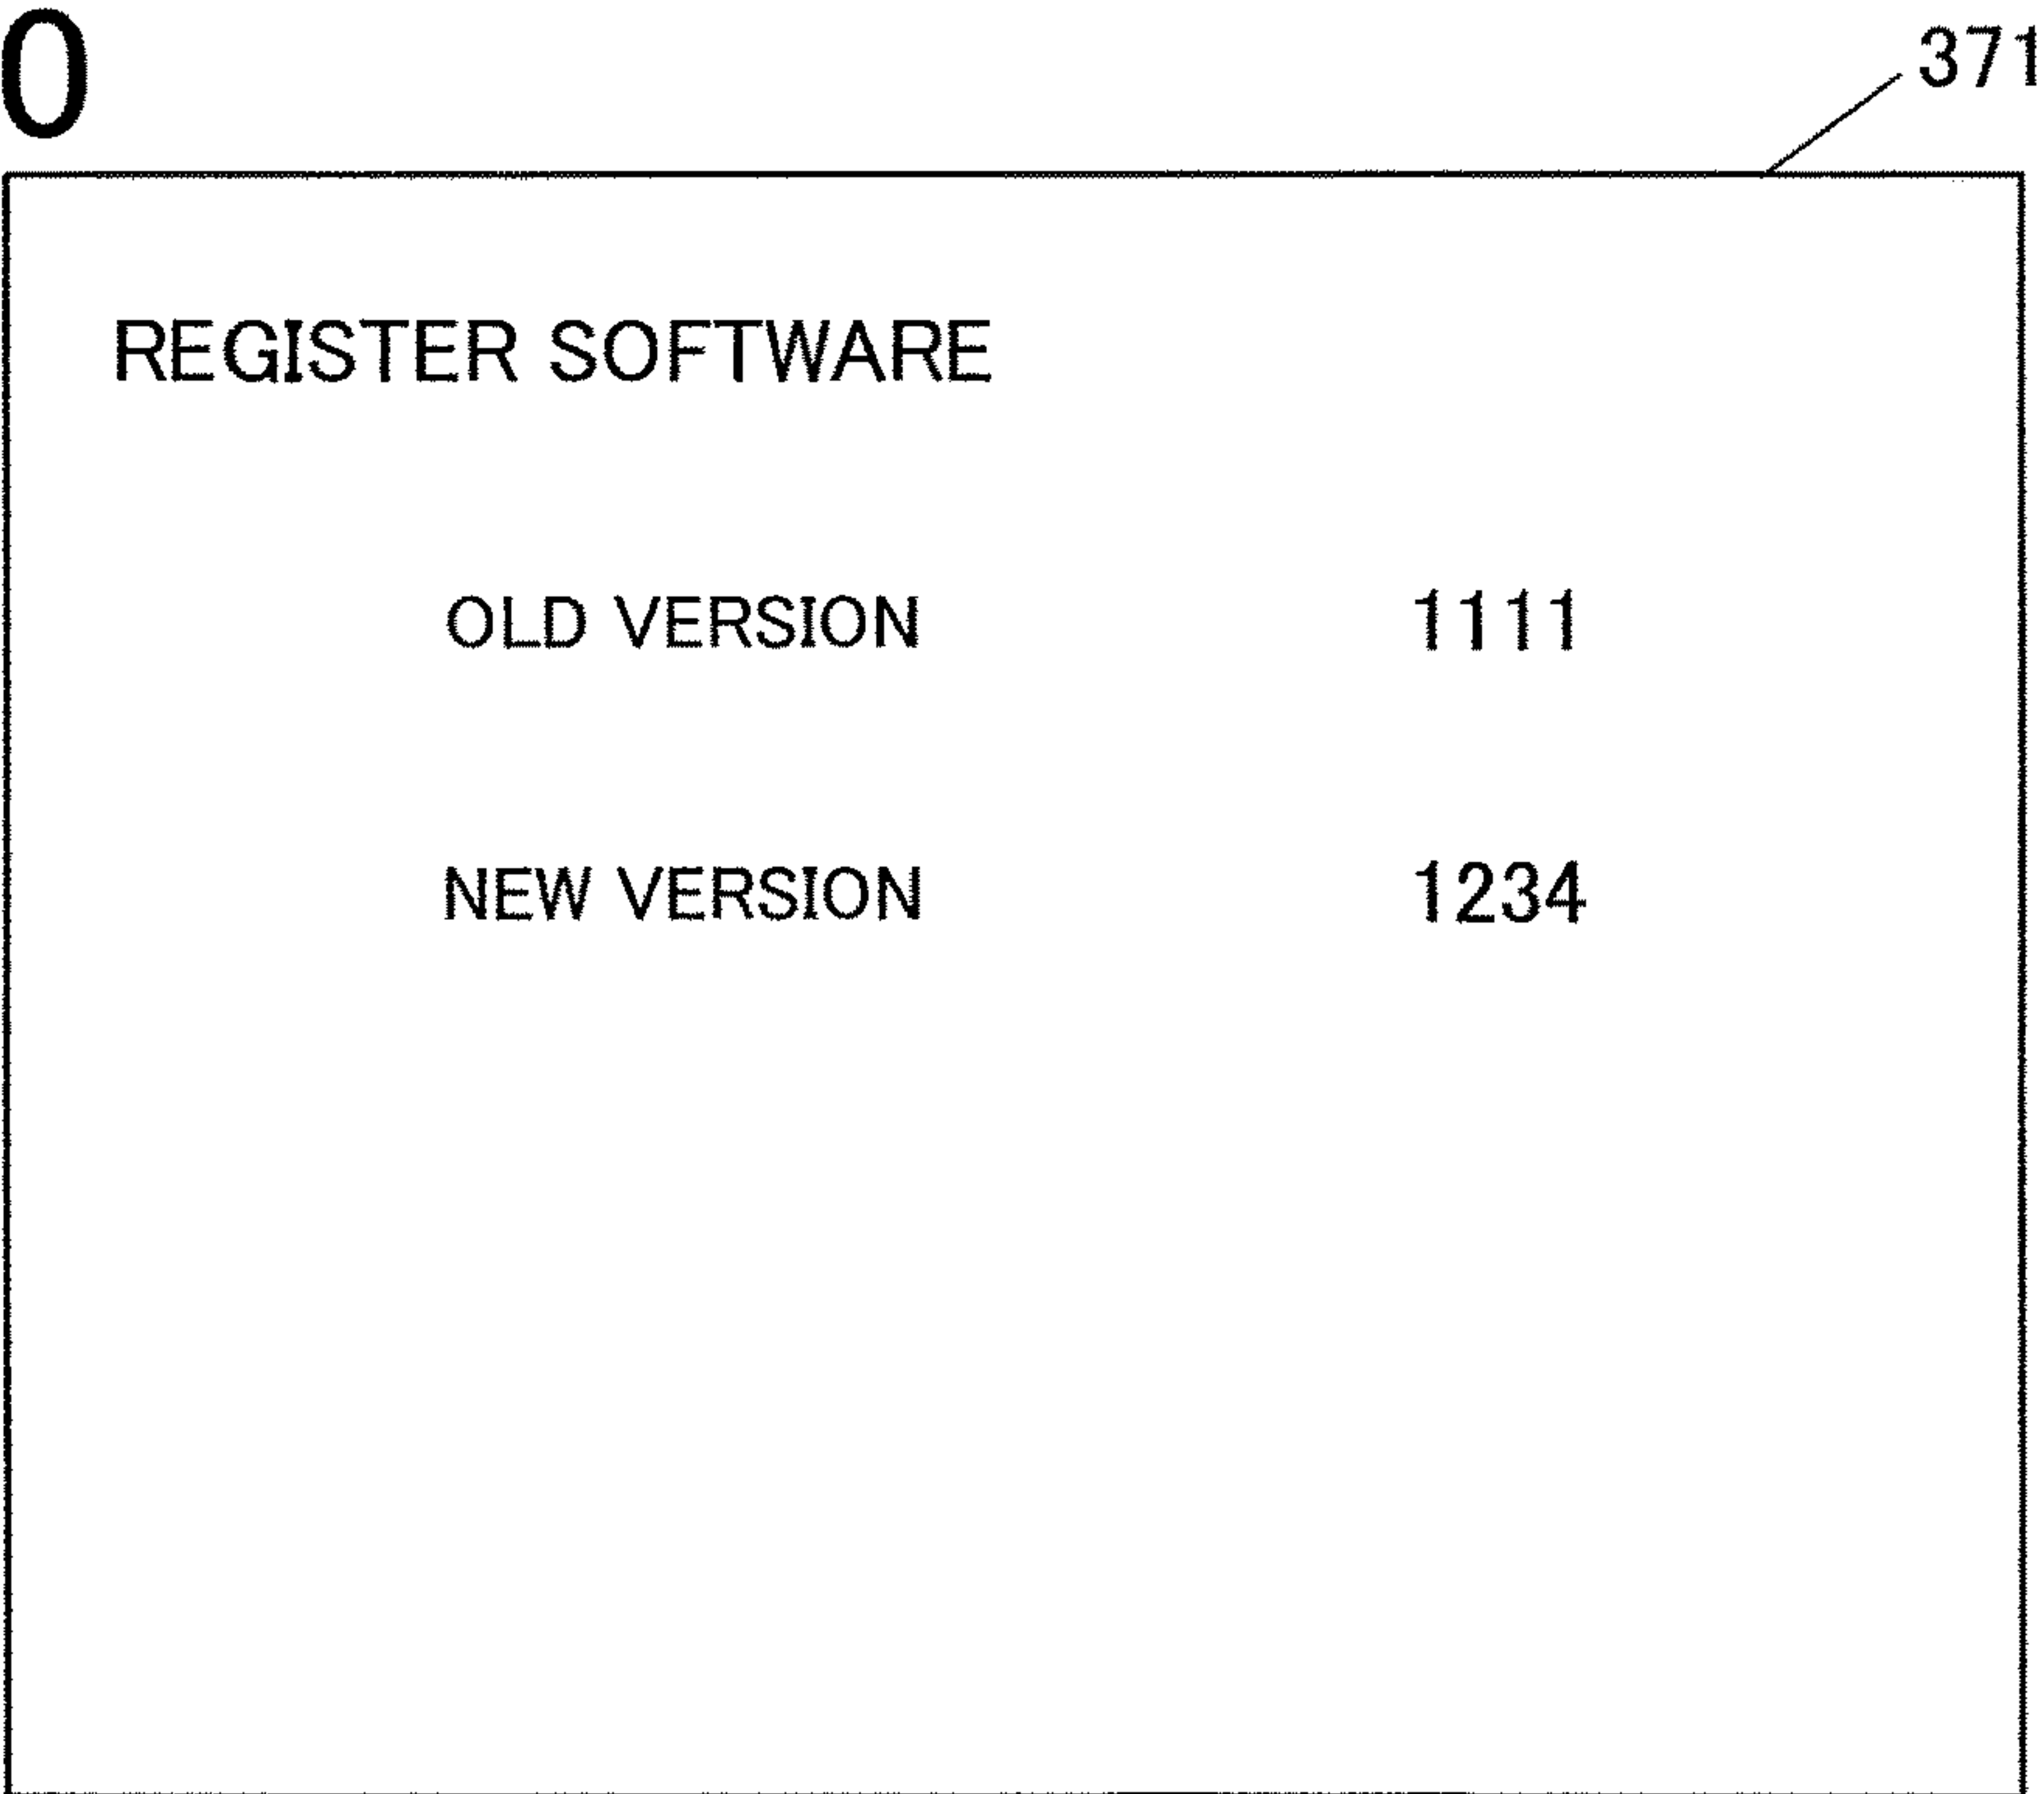 0
371
REGISTER SOFTWARE
OLD VERSION 1111
NEW VERSION 1234